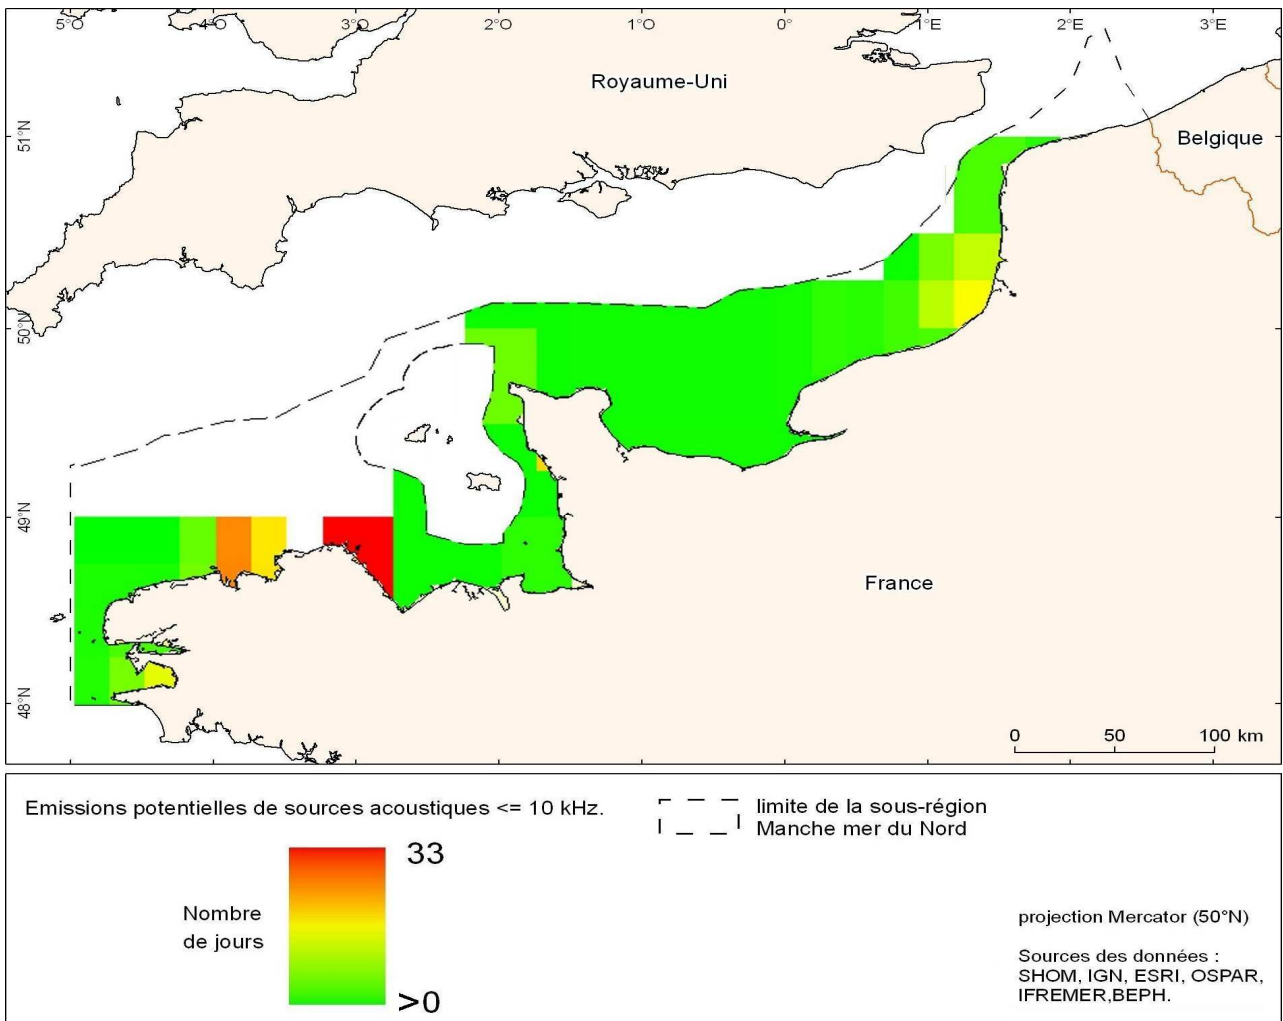 5°O 4°O 3°O 2°O 1°O 0° 1°E 2°E 3°E
Royaume-Uni
51°N
Belgique
50°N
49°N
France
48°N
0 50 100 km
Emissions potentielles de sources acoustiques <= 10 kHz.
limite de la sous-région
Manche mer du Nord
33
Nombre
de jours
>0
projection Mercator (50°N)
Sources des données :
SHOM, IGN, ESRI, OSPAR,
IFREMER,BEPH.